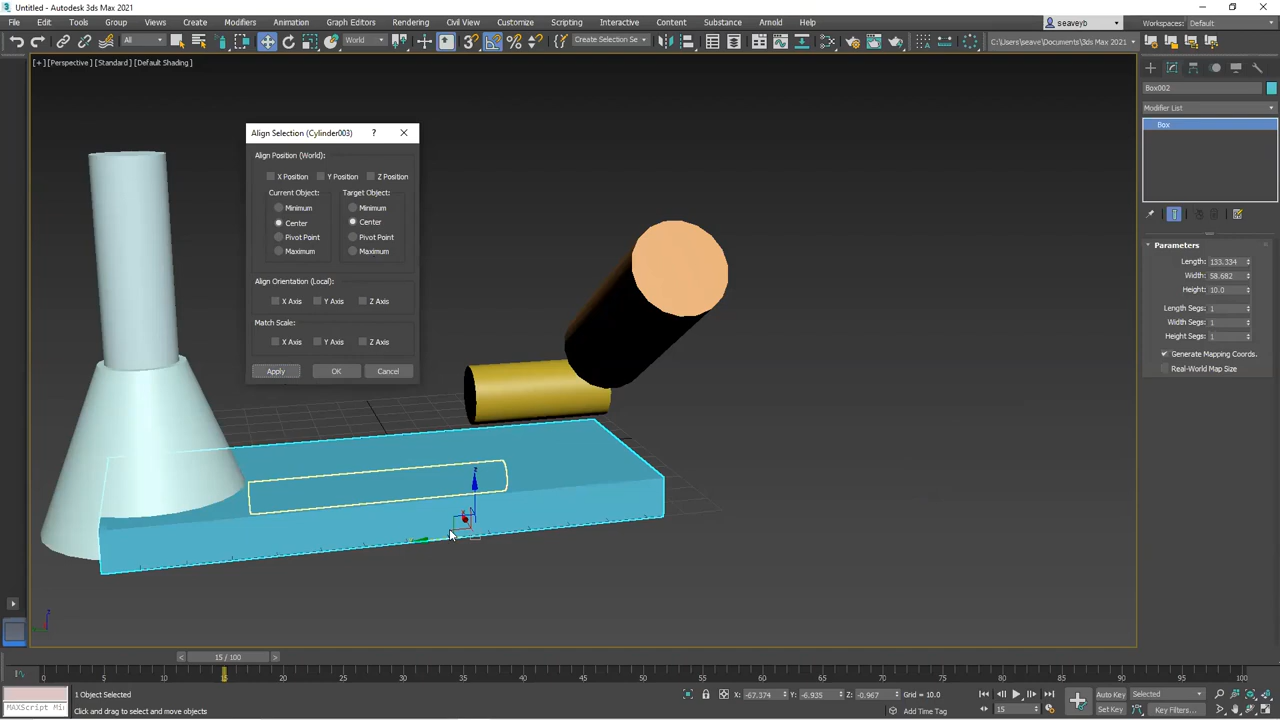 Untitled - Autodesk 3ds Max 2021
File Edit Tools Group Views Create Modifiers Animation Graph Editors Rendering Civil View Customize Scripting Interactive Content Substance Arnold Help seaveyb Workspaces: Default
All World Create Selection Se C:\Users\seave\Documents\3ds Max 2021
[+] [Perspective] [Standard] [Default Shading]
Box002
Modifier List
Box
Align Selection (Cylinder003) ?
Align Position (World):
X Position Y Position Z Position
Current Object: Target Object:
Minimum Minimum
Center Center
Pivot Point Pivot Point
Maximum Maximum
Align Orientation (Local):
X Axis Y Axis Z Axis
Match Scale:
X Axis Y Axis Z Axis
Apply OK Cancel
Parameters
Length: 133.334
Width: 58.682
Height: 10.0
Length Segs: 1
Width Segs: 1
Height Segs: 1
Generate Mapping Coords.
Real-World Map Size
15 / 100
0 5 10 15 20 25 30 35 40 45 50 55 60 65 70 75 80 85 90 95 100
1 Object Selected X: -67.374 Y: -6.935 Z: -0.967 Grid = 10.0 Auto Key Selected
MAXScript Mi Click and drag to select and move objects Add Time Tag 15 Set Key Key Filters...